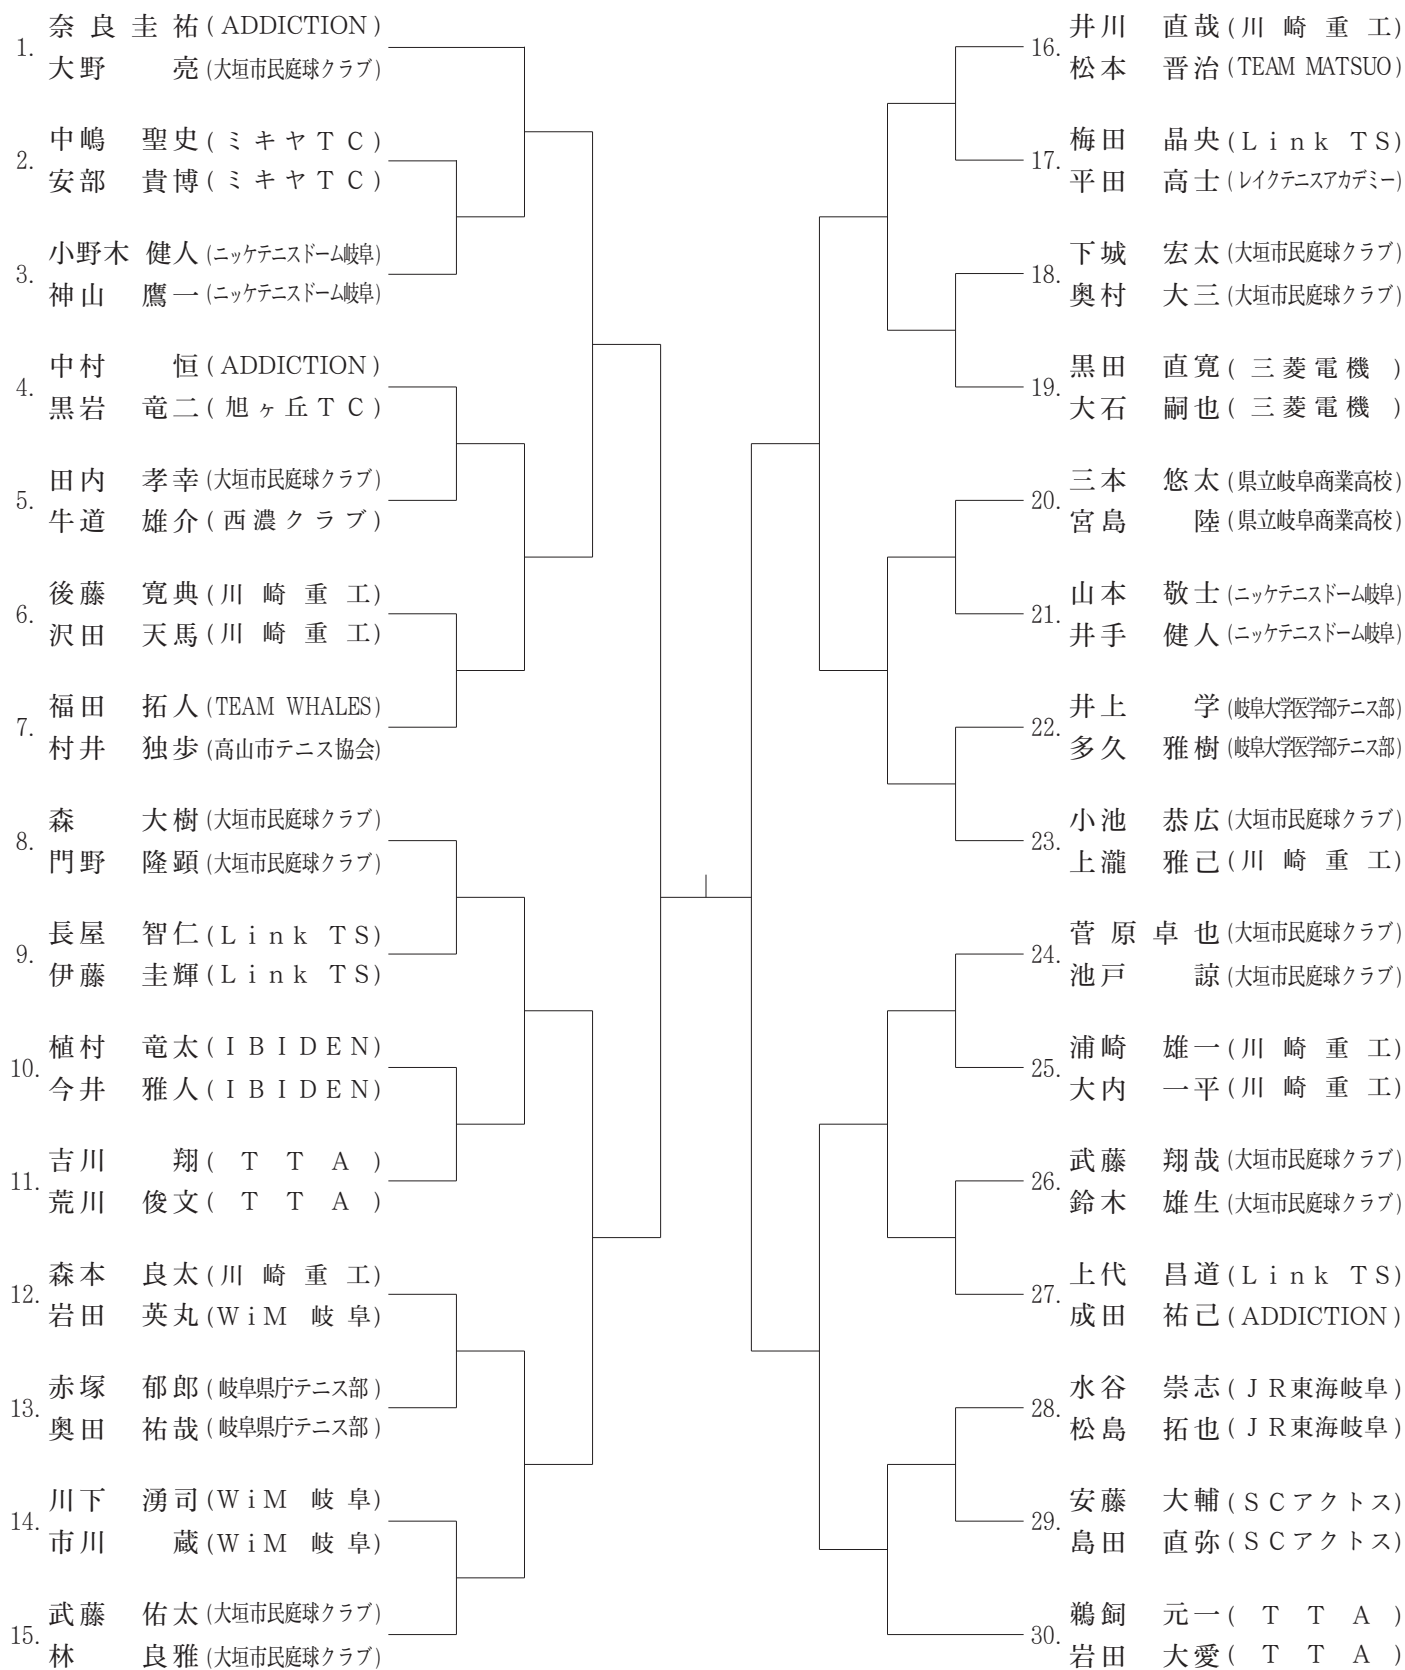 1. 奈良圭祐(ADDICTION)
大野 亮(大垣市民庭球クラブ)
2. 中嶋 聖史(ミキヤTC)
安部 貴博(ミキヤTC)
3. 小野木 健人(ニッケテニスドーム岐阜)
神山 鷹一(ニッケテニスドーム岐阜)
4. 中村 恒(ADDICTION)
黒岩 竜二(旭ヶ丘TC)
5. 田内 孝幸(大垣市民庭球クラブ)
牛道 雄介(西濃クラブ)
6. 後藤 寛典(川崎重工)
沢田 天馬(川崎重工)
7. 福田 拓人(TEAM WHALES)
村井 独歩(高山市テニス協会)
8. 森 大樹(大垣市民庭球クラブ)
門野 隆顕(大垣市民庭球クラブ)
9. 長屋 智仁(Link TS)
伊藤 圭輝(Link TS)
10. 植村 竜太(IBIDEN)
今井 雅人(IBIDEN)
11. 吉川 翔(TTA)
荒川 俊文(TTA)
12. 森本 良太(川崎重工)
岩田 英丸(WiM 岐阜)
13. 赤塚 郁郎(岐阜県庁テニス部)
奥田 祐哉(岐阜県庁テニス部)
14. 川下 湧司(WiM 岐阜)
市川 蔵(WiM 岐阜)
15. 武藤 佑太(大垣市民庭球クラブ)
林 良雅(大垣市民庭球クラブ)
16. 井川 直哉(川崎重工)
松本 晋治(TEAM MATSUO)
17. 梅田 晶央(Link TS)
平田 高士(レイクテニスアカデミー)
18. 下城 宏太(大垣市民庭球クラブ)
奥村 大三(大垣市民庭球クラブ)
19. 黒田 直寛(三菱電機)
大石 嗣也(三菱電機)
20. 三本 悠太(県立岐阜商業高校)
宮島 陸(県立岐阜商業高校)
21. 山本 敬士(ニッケテニスドーム岐阜)
井手 健人(ニッケテニスドーム岐阜)
22. 井上 学(岐阜大学医学部テニス部)
多久 雅樹(岐阜大学医学部テニス部)
23. 小池 恭広(大垣市民庭球クラブ)
上瀧 雅己(川崎重工)
24. 菅原卓也(大垣市民庭球クラブ)
池戸 諒(大垣市民庭球クラブ)
25. 浦崎 雄一(川崎重工)
大内 一平(川崎重工)
26. 武藤 翔哉(大垣市民庭球クラブ)
鈴木 雄生(大垣市民庭球クラブ)
27. 上代 昌道(Link TS)
成田 祐己(ADDICTION)
28. 水谷 崇志(JR東海岐阜)
松島 拓也(JR東海岐阜)
29. 安藤 大輔(SCアクトス)
島田 直弥(SCアクトス)
30. 鵜飼 元一(TTA)
岩田 大愛(TTA)